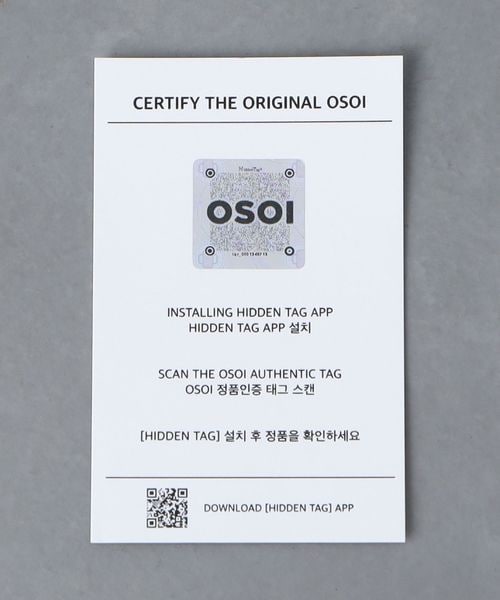 CERTIFY THE ORIGINAL OSOI
HiddenTag
OSOI
INSTALLING HIDDEN TAG APP
HIDDEN TAG APP 설치
SCAN THE OSOI AUTHENTIC TAG
OSOI 정품인증 태그 스캔
[HIDDEN TAG] 설치 후 정품을 확인하세요
DOWNLOAD [HIDDEN TAG] APP